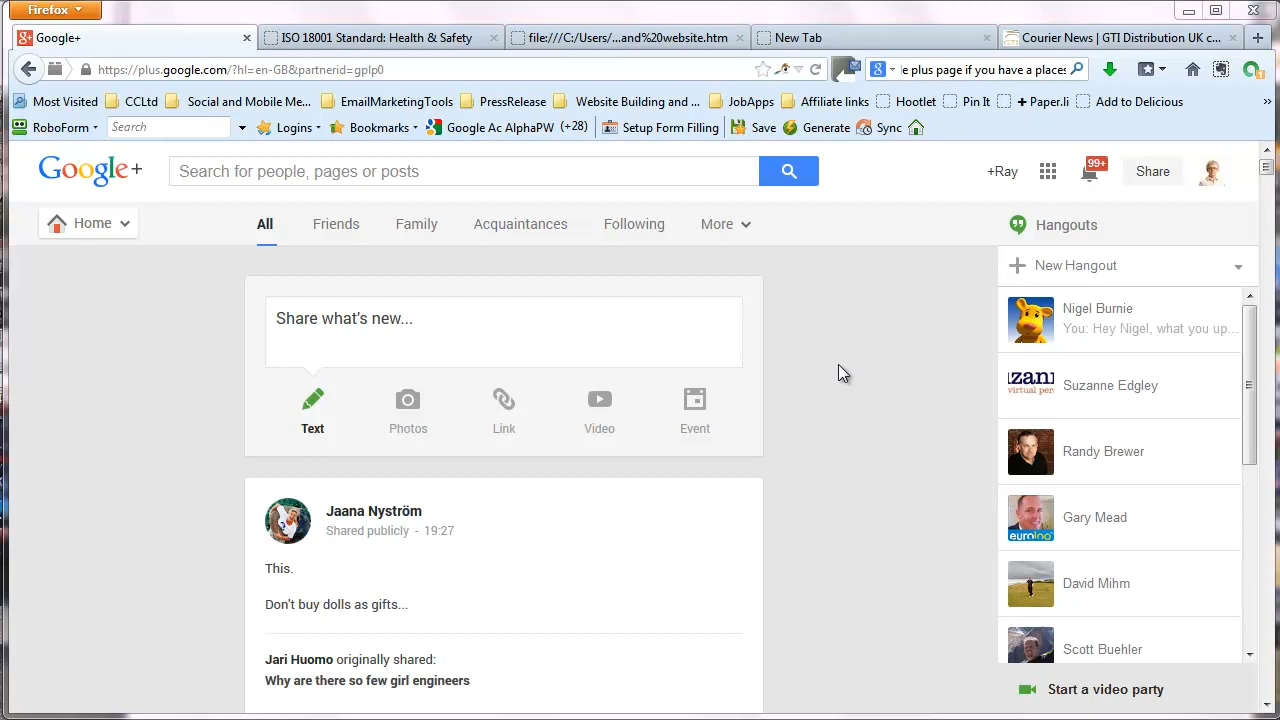 Firefox
Google+
ISO 18001 Standard: Health & Safety
file:///C:/Users/...and%20website.htm
New Tab
Courier News | GTI Distribution UK c...
https://plus.google.com/?hl=en-GB&partnerid=gplp0
le plus page if you have a places
Most Visited
CCLtd
Social and Mobile Me...
EmailMarketingTools
PressRelease
Website Building and ...
JobApps
Affiliate links
Hootlet
Pin It
+ Paper.li
Add to Delicious
RoboForm
Search
Logins
Bookmarks
Google Ac AlphaPW
(+28)
Setup Form Filling
Save
Generate
Sync
Google+
Search for people, pages or posts
+Ray
99+
Share
Home
All
Friends
Family
Acquaintances
Following
More
Hangouts
New Hangout
Share what's new...
Text
Photos
Link
Video
Event
Nigel Burnie
You: Hey Nigel, what you up...
zani
virtual per
Suzanne Edgley
Randy Brewer
euroloo
Gary Mead
David Mihm
Scott Buehler
Start a video party
Jaana Nyström
Shared publicly - 19:27
This.
Don't buy dolls as gifts...
Jari Huomo originally shared:
Why are there so few girl engineers